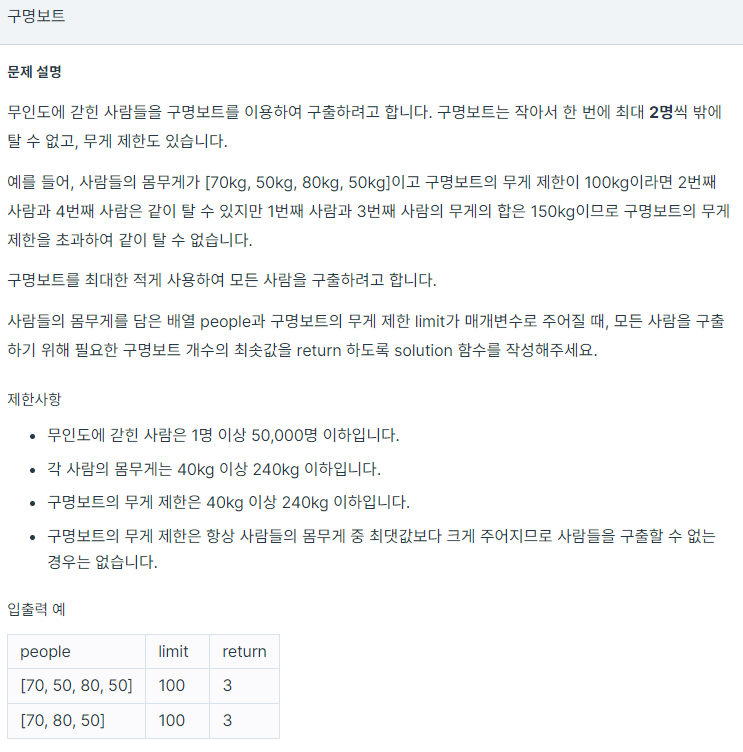 구명보트
문제 설명
무인도에 갇힌 사람들을 구명보트를 이용하여 구출하려고 합니다. 구명보트는 작아서 한 번에 최대 2명씩 밖에
탈 수 없고, 무게 제한도 있습니다.
예를 들어, 사람들의 몸무게가 [70kg, 50kg, 80kg, 50kg]이고 구명보트의 무게 제한이 100kg이라면 2번째
사람과 4번째 사람은 같이 탈 수 있지만 1번째 사람과 3번째 사람의 무게의 합은 150kg이므로 구명보트의 무게
제한을 초과하여 같이 탈 수 없습니다.
구명보트를 최대한 적게 사용하여 모든 사람을 구출하려고 합니다.
사람들의 몸무게를 담은 배열 people과 구명보트의 무게 제한 limit가 매개변수로 주어질 때, 모든 사람을 구출
하기 위해 필요한 구명보트 개수의 최솟값을 return 하도록 solution 함수를 작성해주세요.
제한사항
• 무인도에 갇힌 사람은 1명 이상 50,000명 이하입니다.
• 각 사람의 몸무게는 40kg 이상 240kg 이하입니다.
• 구명보트의 무게 제한은 40kg 이상 240kg 이하입니다.
• 구명보트의 무게 제한은 항상 사람들의 몸무게 중 최댓값보다 크게 주어지므로 사람들을 구출할 수 없는
경우는 없습니다.
입출력 예
people limit return
[70, 50, 80, 50] 100 3
[70, 80, 50] 100 3